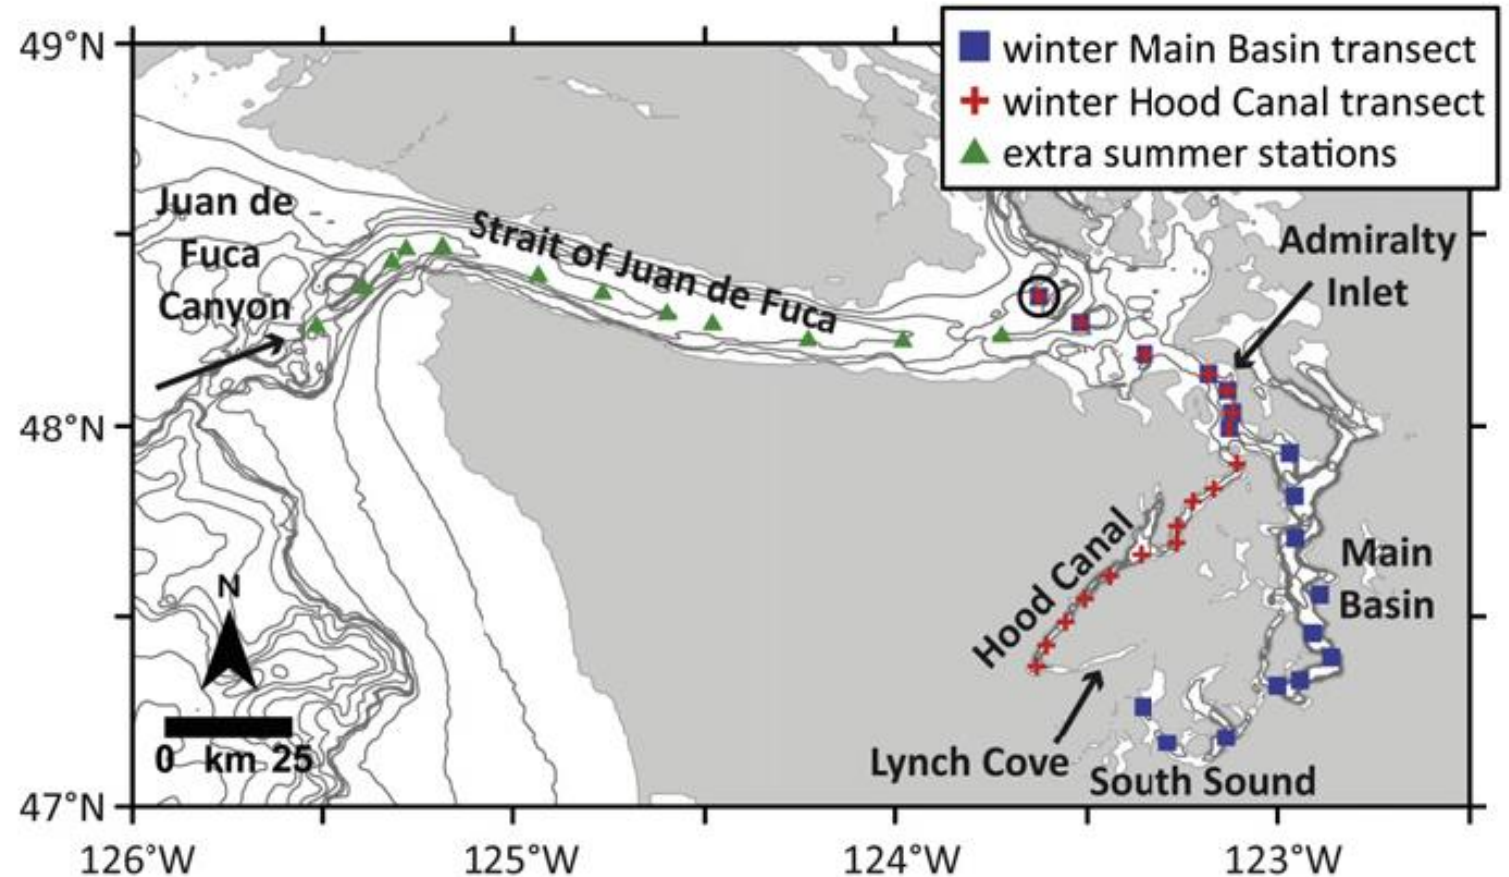 49°N
48°N
47°N
126°W
125°W
124°W
123°W
winter Main Basin transect
winter Hood Canal transect
extra summer stations
Juan de
Fuca
Canyon
Strait of Juan de Fuca
Admiralty
Inlet
Main
Basin
Hood Canal
Lynch Cove
South Sound
N
0 km 25